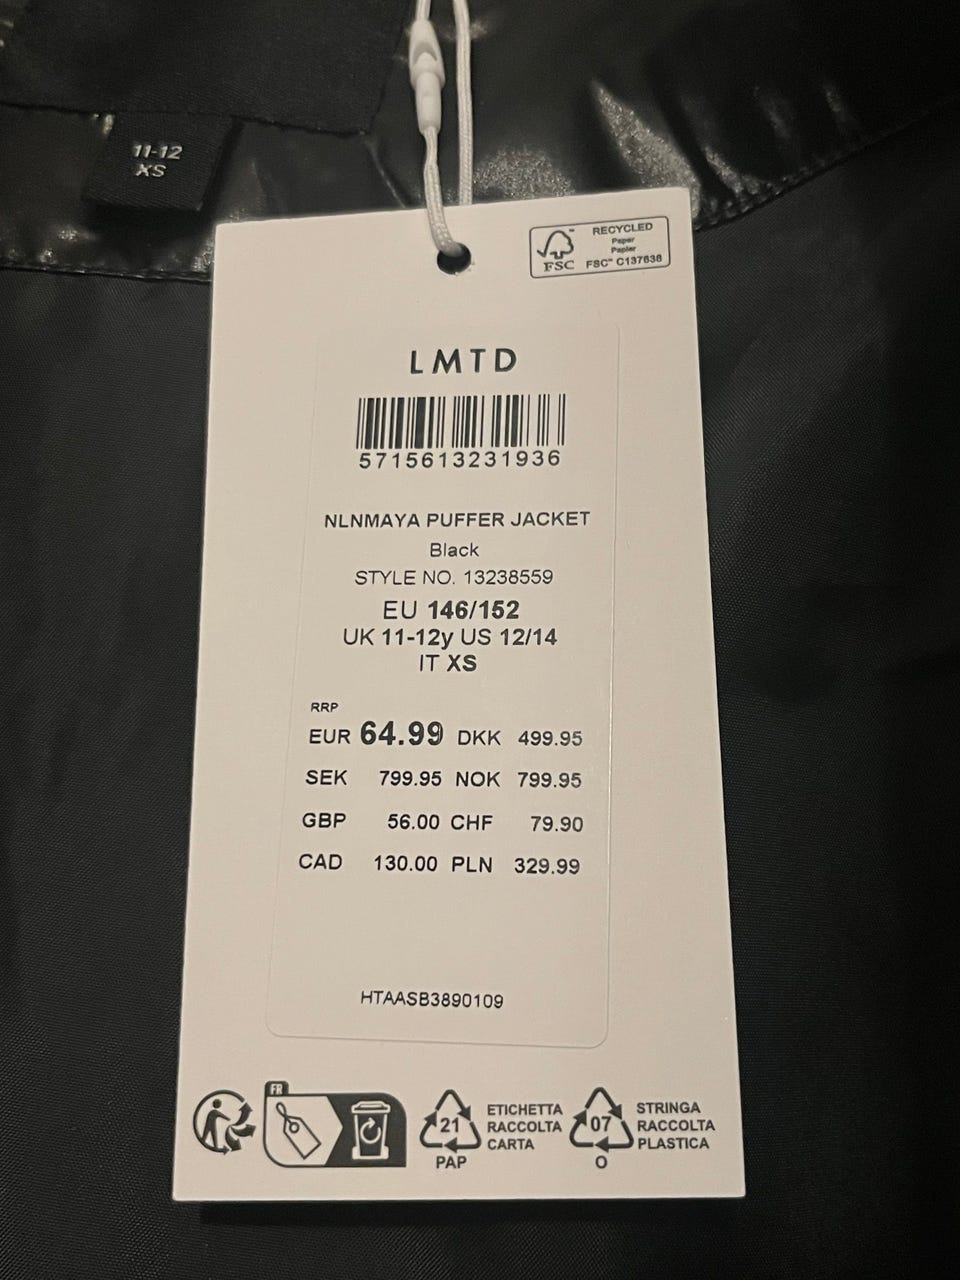 11-12
XS
RECYCLED
Paper
Papier
FSC™ C137638
FSC
LMTD
5715613231936
NLNMAYA PUFFER JACKET
Black
STYLE NO. 13238559
EU 146/152
UK 11-12y US 12/14
IT XS
RRP
EUR 64.99 DKK 499.95
SEK 799.95 NOK 799.95
GBP 56.00 CHF 79.90
CAD 130.00 PLN 329.99
HTAASB3890109
FR
21
PAP
ETICHETTA
RACCOLTA
CARTA
07
O
STRINGA
RACCOLTA
PLASTICA